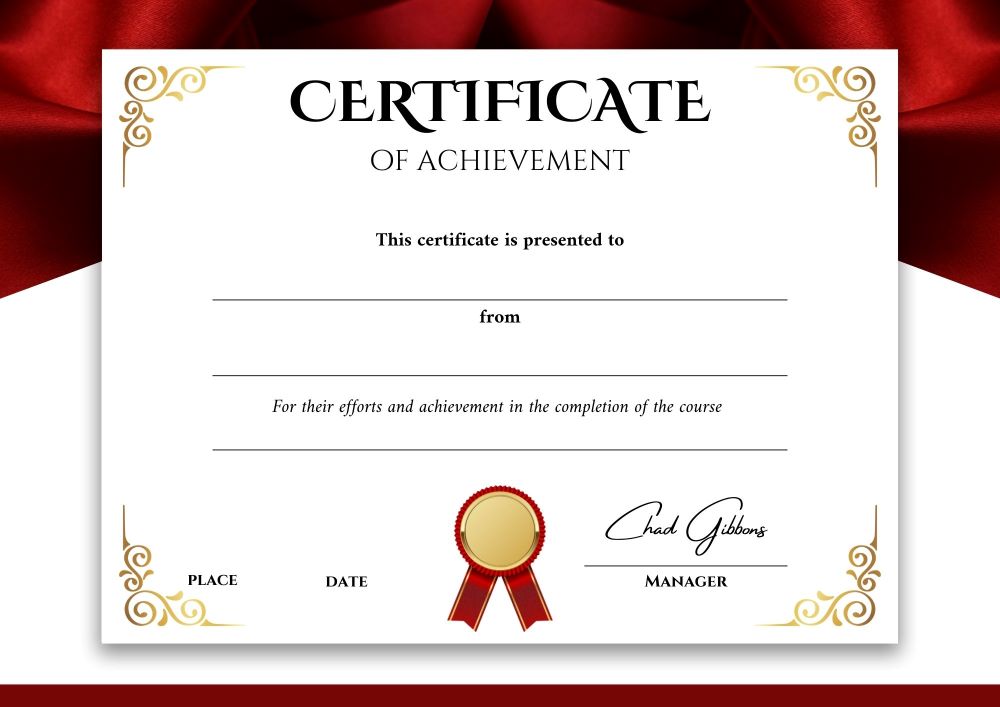 CERTIFICATE
OF ACHIEVEMENT
This certificate is presented to
from
For their efforts and achievement in the completion of the course
Chad Gibbons
PLACE
DATE
MANAGER